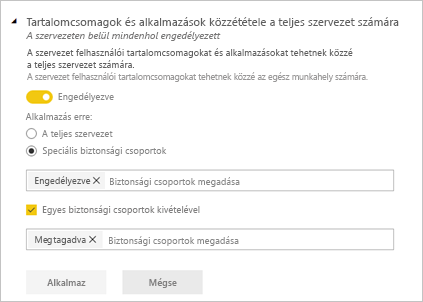 Tartalomcsomagok és alkalmazások közzététele a teljes szervezet számára
A szervezeten belül mindenhol engedélyezett
A szervezet felhasználói tartalomcsomagokat és alkalmazásokat tehetnek közzé
a teljes szervezet számára.
A szervezet felhasználói tartalomcsomagokat tehetnek közzé az egész munkahely számára.
Engedélyezve
Alkalmazás erre:
A teljes szervezet
Speciális biztonsági csoportok
Engedélyezve Biztonsági csoportok megadása
Egyes biztonsági csoportok kivételével
Megtagadva Biztonsági csoportok megadása
Alkalmaz Mégse